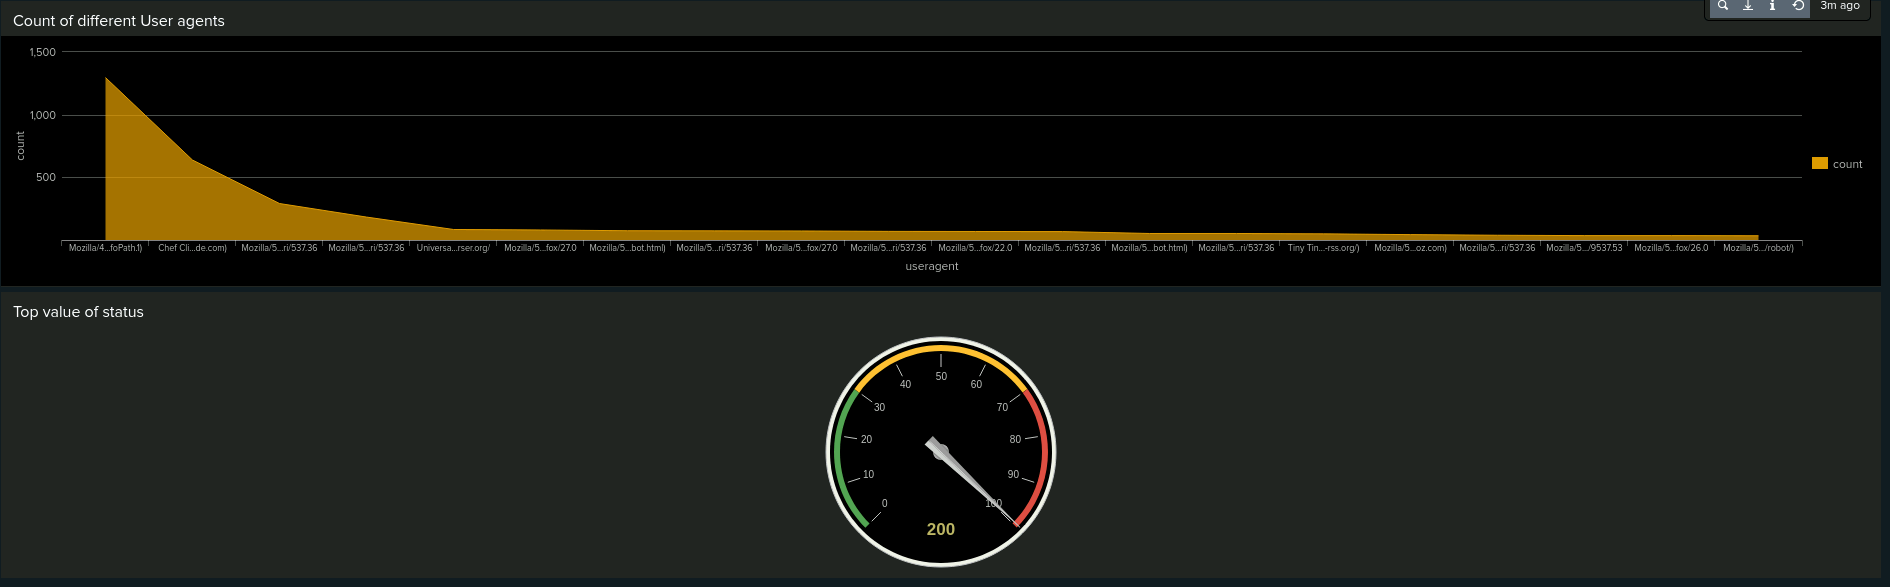 Count of different User agents
3m ago
1,500
1,000
500
count
count
Mozilla/4...foPath.1) Chef Cli...de.com) Mozilla/5...ri/537.36 Mozilla/5...ri/537.36 Universa...rser.org/ Mozilla/5...fox/27.0 Mozilla/5...bot.html) Mozilla/5...ri/537.36 Mozilla/5...fox/27.0 Mozilla/5...ri/537.36 Mozilla/5...fox/22.0 Mozilla/5...ri/537.36 Mozilla/5...bot.html) Mozilla/5...ri/537.36 Tiny Tin...-rss.org/) Mozilla/5...oz.com) Mozilla/5...ri/537.36 Mozilla/5.../9537.53 Mozilla/5...fox/26.0 Mozilla/5.../robot/)
useragent
Top value of status
50
40 60
30 70
20 80
10 90
0 100
200